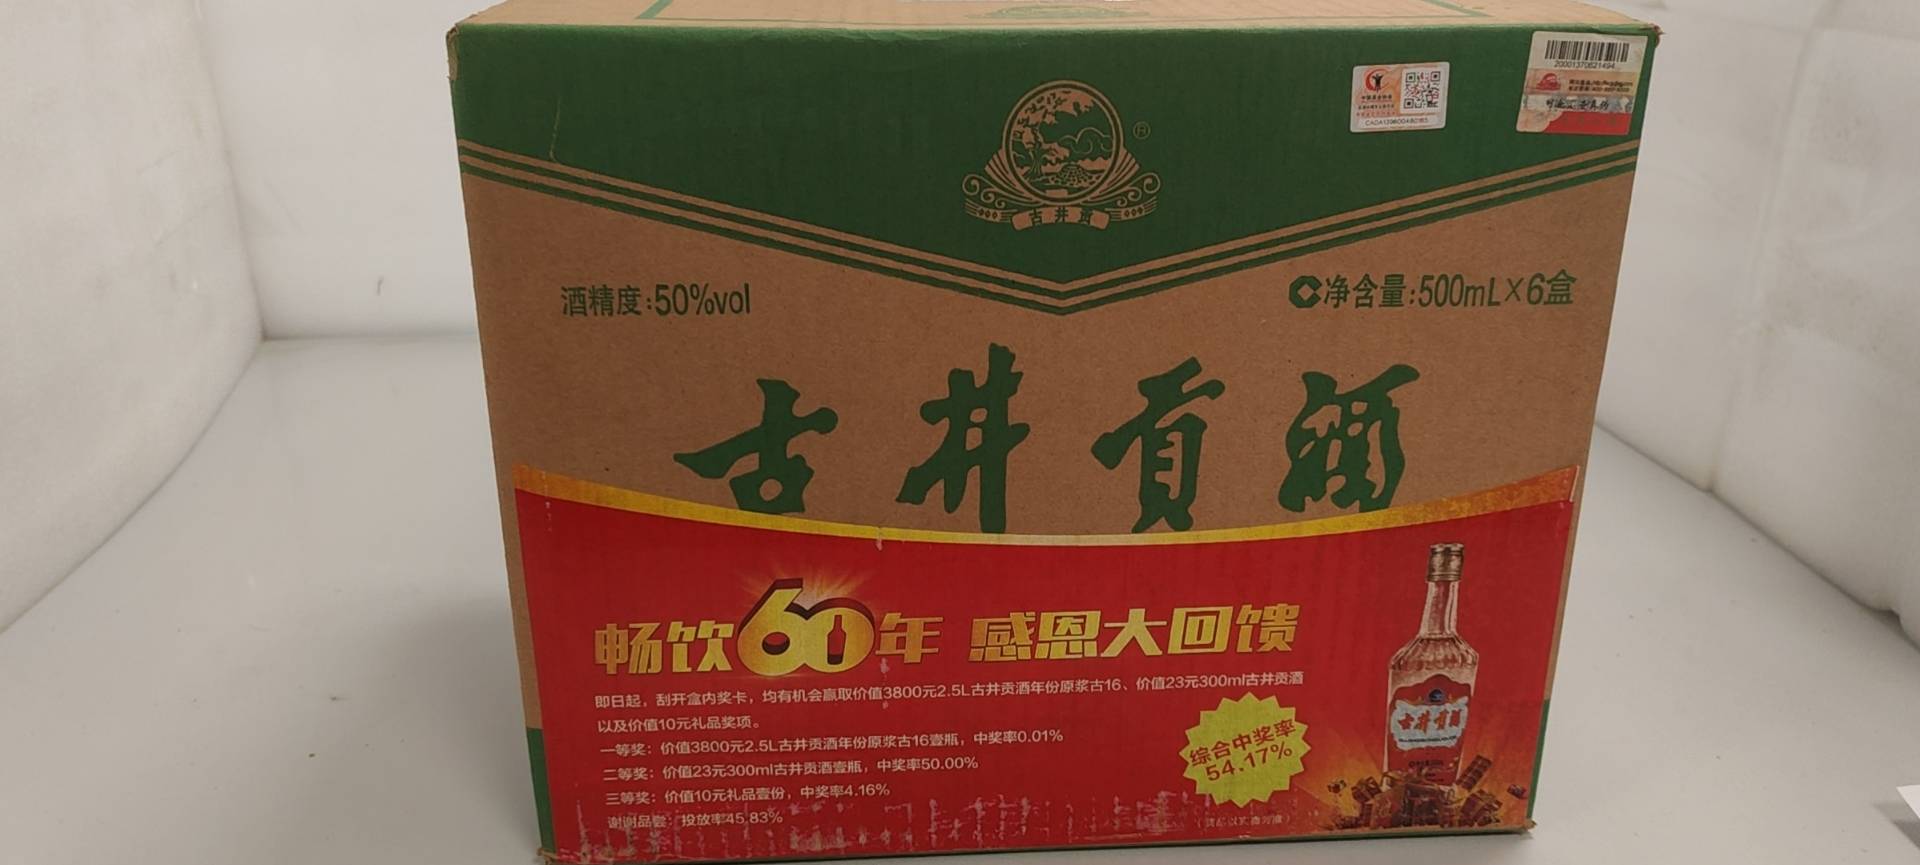 20001370621494
CADA139600480165
古井贡
®
酒精度:50%vol
净含量:500mL×6盒
古井贡酒
畅饮60年 感恩大回馈
即日起，刮开盒内奖卡，均有机会赢取价值3800元2.5L古井贡酒年份原浆古16、价值23元300ml古井贡酒
以及价值10元礼品奖项。
一等奖：价值3800元2.5L古井贡酒年份原浆古16壹瓶，中奖率0.01%
二等奖：价值23元300ml古井贡酒壹瓶，中奖率50.00%
三等奖：价值10元礼品壹份，中奖率4.16%
谢谢品尝：投放率45.83%
综合中奖率
54.17%
古井贡酒